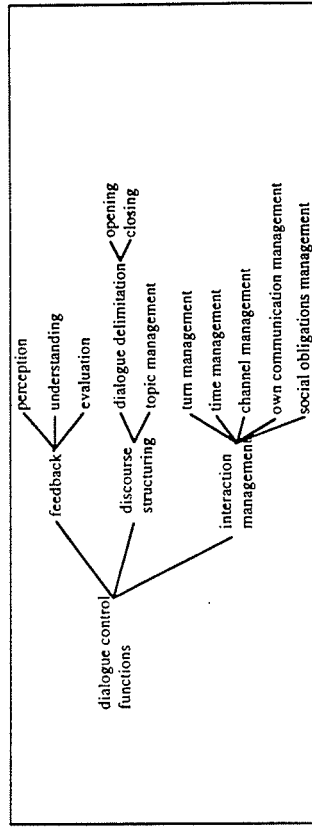 perception
understanding
evaluation
feedback
opening
closing
dialogue delimitation
topic management
discourse
structuring
dialogue control
functions
turn management
time management
channel management
own communication management
social obligations management
interaction
management